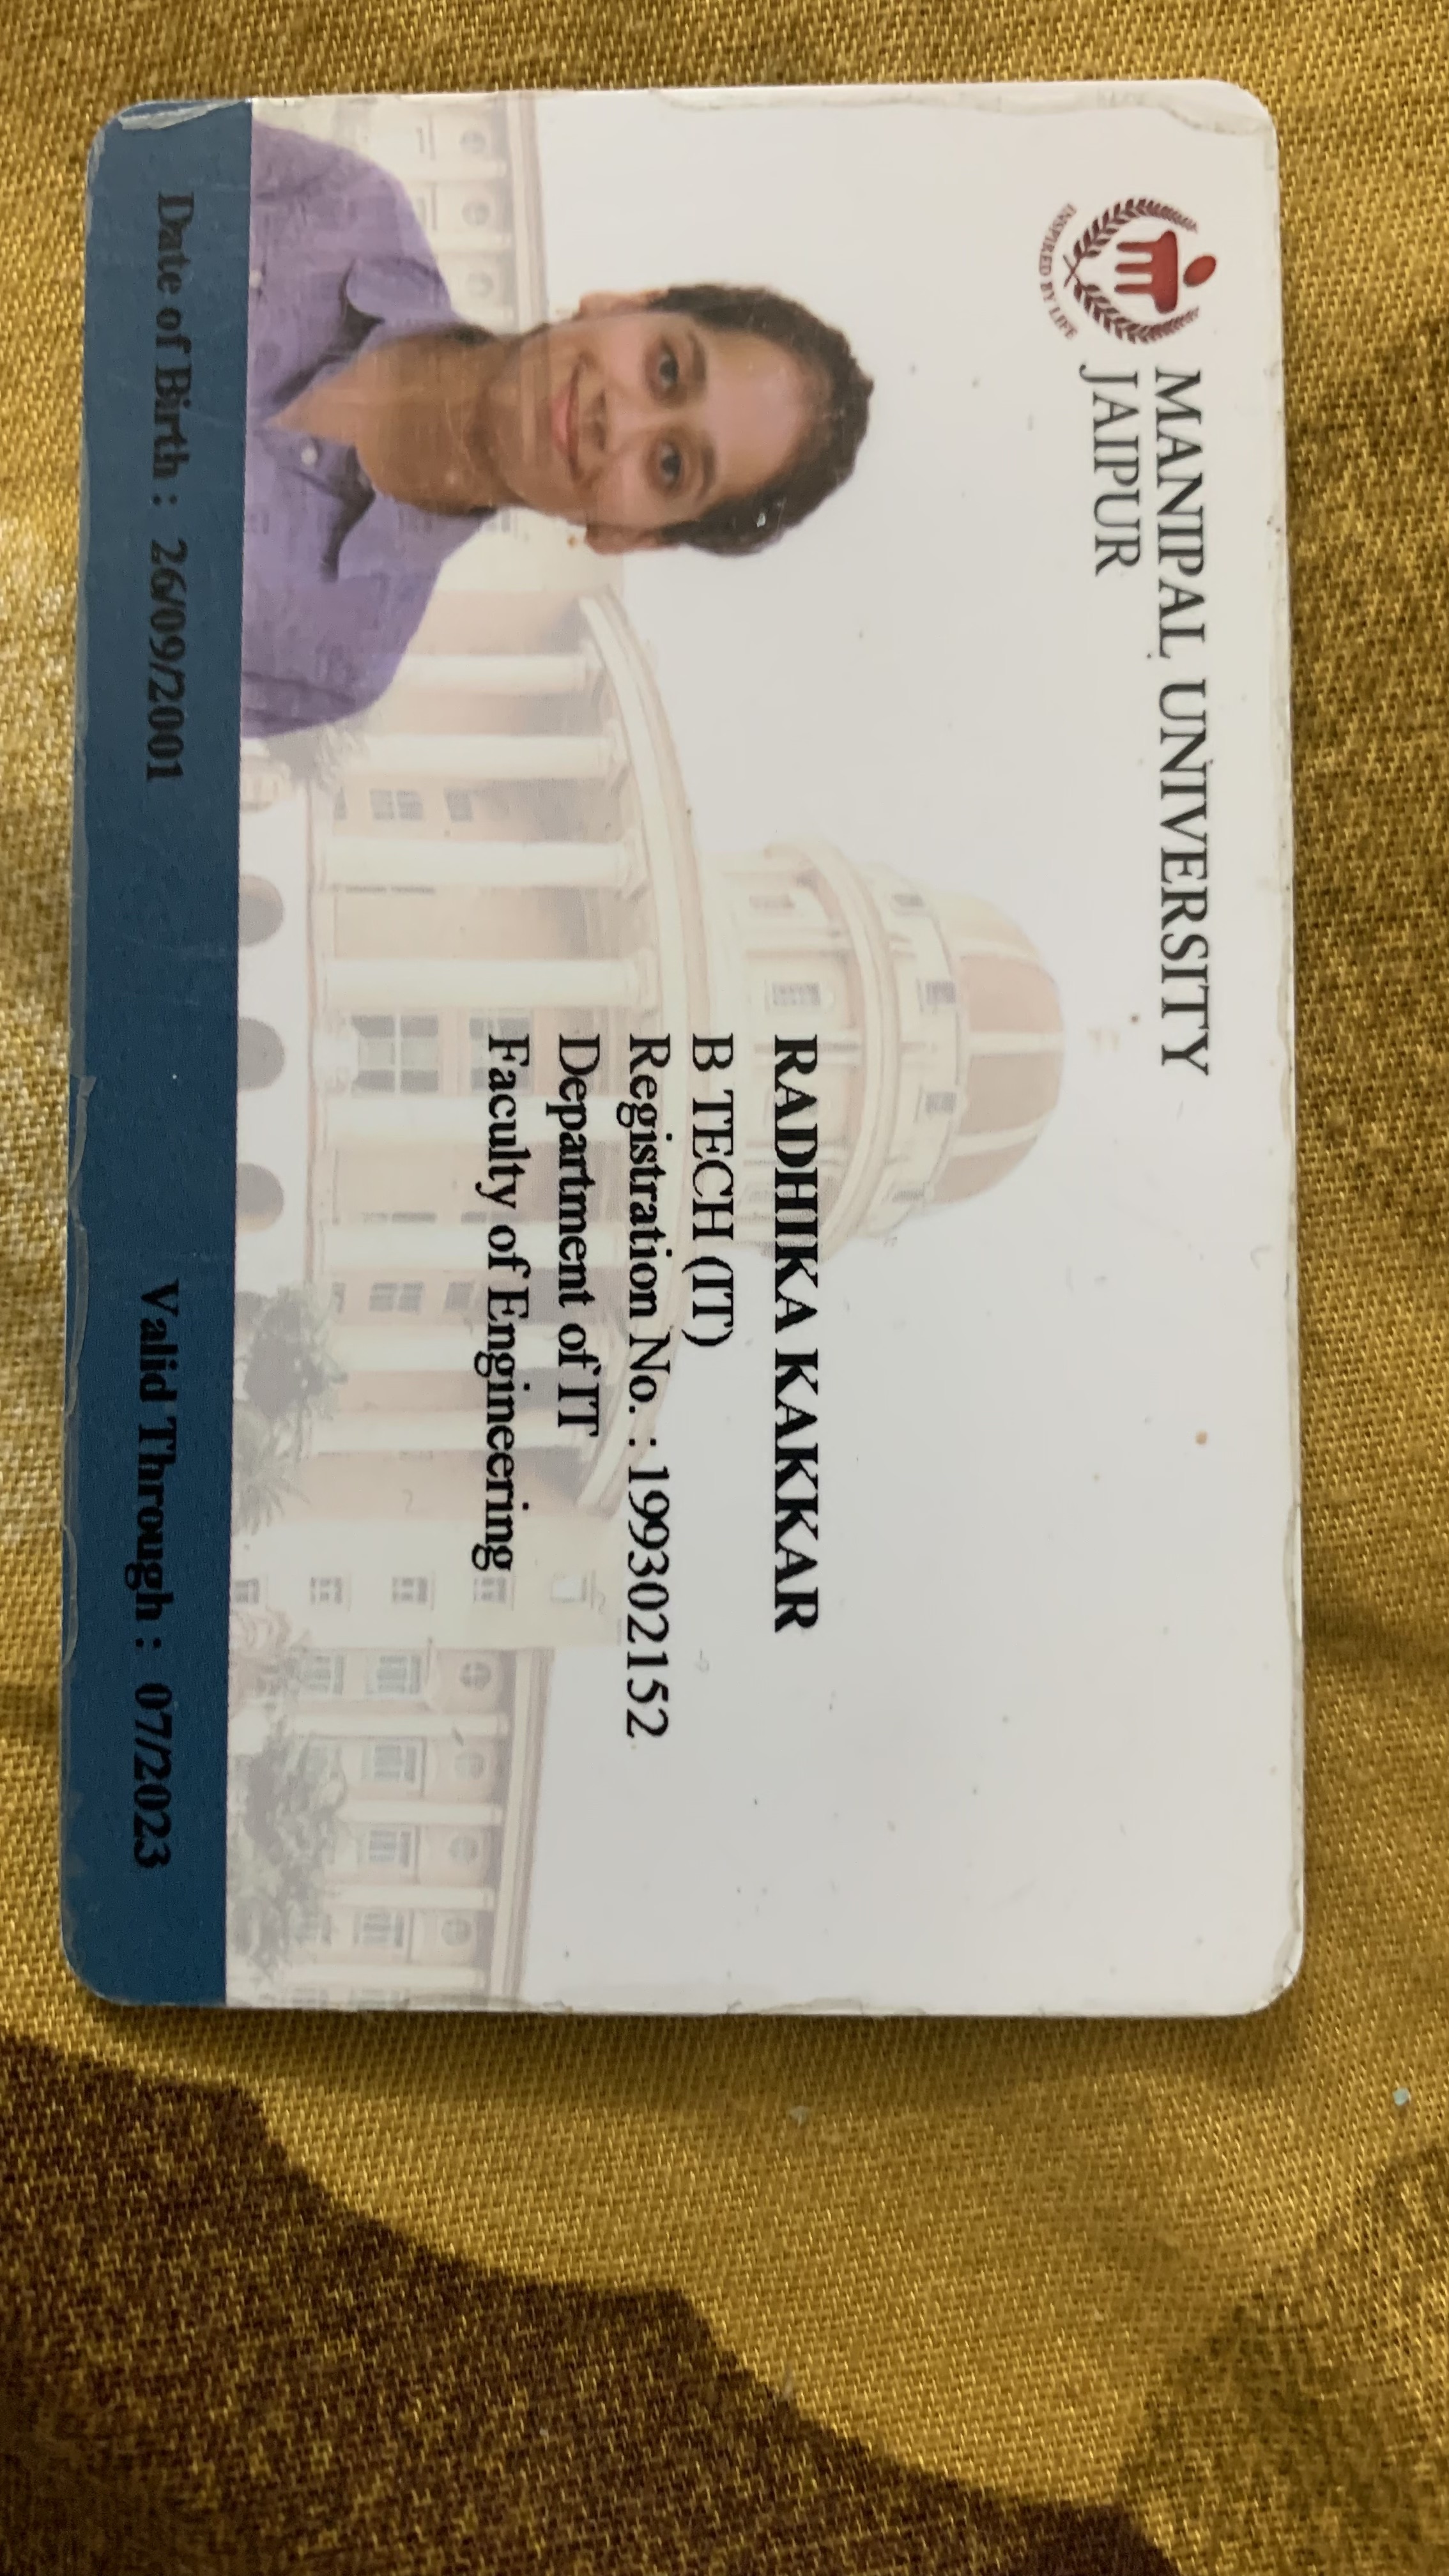 MANIPAL UNIVERSITY
JAIPUR
INSPIRED BY LIFE
RADHIKA KAKKAR
B TECH (IT)
Registration No. : 199302152
Department of IT
Faculty of Engineering
Date of Birth : 26/09/2001
Valid Through : 07/2023